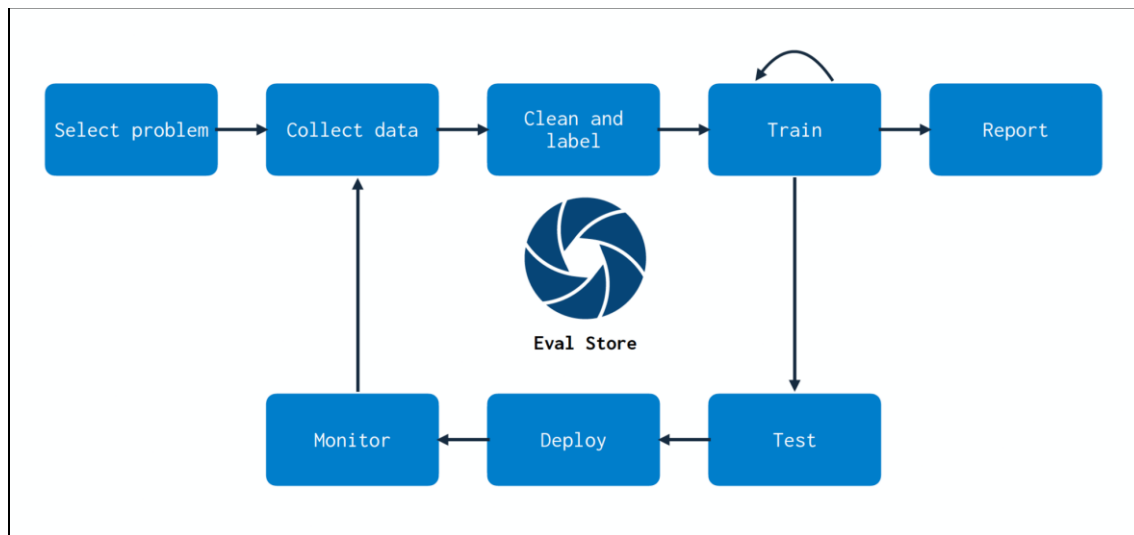 Select problem
Collect data
Clean and
label
Train
Report
Eval Store
Monitor
Deploy
Test